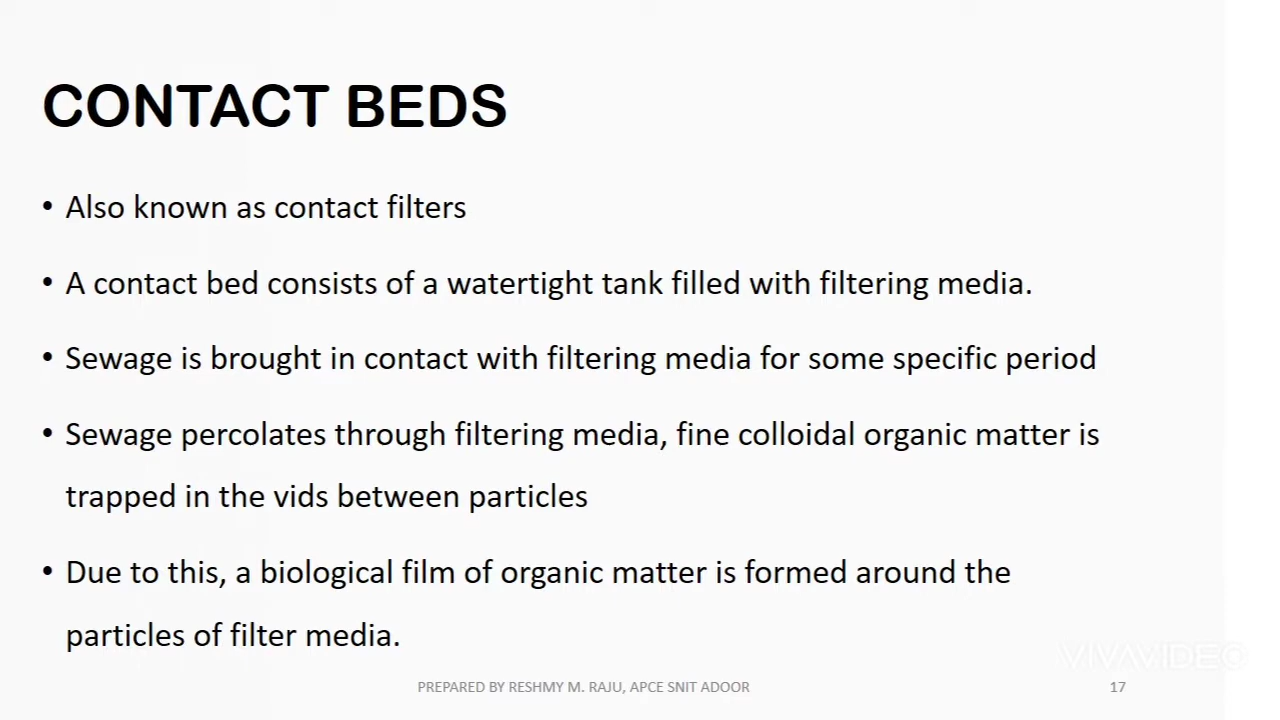 CONTACT BEDS
• Also known as contact filters
• A contact bed consists of a watertight tank filled with filtering media.
• Sewage is brought in contact with filtering media for some specific period
• Sewage percolates through filtering media, fine colloidal organic matter is
trapped in the vids between particles
• Due to this, a biological film of organic matter is formed around the
particles of filter media.
VIVAVIDEO
PREPARED BY RESHMY M. RAJU, APCE SNIT ADOOR
17